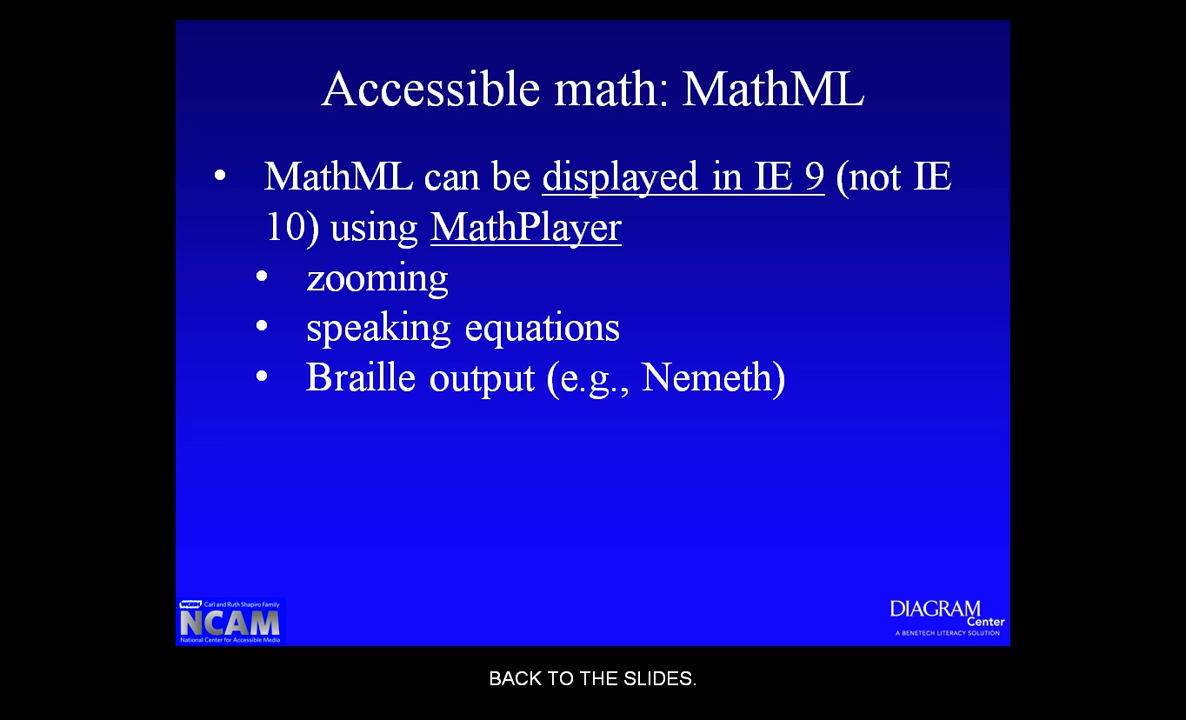 Accessible math: MathML
• MathML can be displayed in IE 9 (not IE
10) using MathPlayer
• zooming
• speaking equations
• Braille output (e.g., Nemeth)
WGBH Carl and Ruth Shapiro Family
NCAM
National Center for Accessible Media
DIAGRAM
Center
A BENETECH LITERACY SOLUTION
BACK TO THE SLIDES.